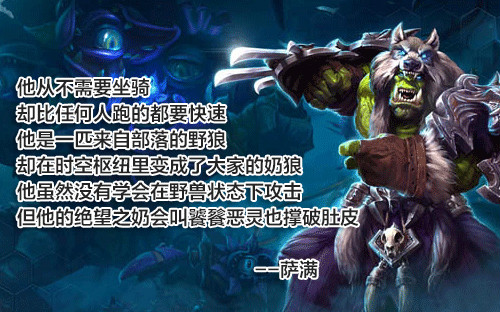 他从不需要坐骑
却比任何人跑的都要快速
他是一匹来自部落的野狼
却在时空枢纽里变成了大家的奶狼
他虽然没有学会在野兽状态下攻击
但他的绝望之奶会叫饕餮恶灵也撑破肚皮
--萨满